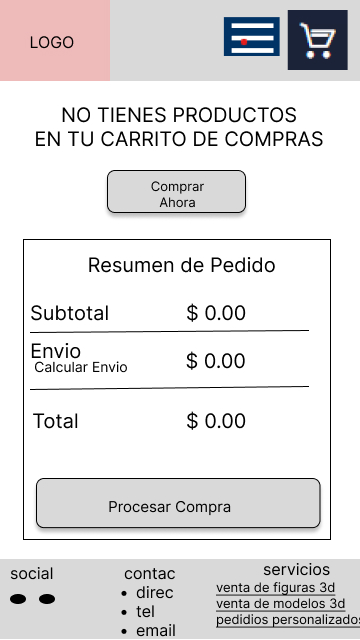 LOGO
NO TIENES PRODUCTOS
EN TU CARRITO DE COMPRAS
Comprar
Ahora
Resumen de Pedido
Subtotal $ 0.00
Envio $ 0.00
Calcular Envio
Total $ 0.00
Procesar Compra
social
contac
• direc
• tel
• email
servicios
venta de figuras 3d
venta de modelos 3d
pedidios personalizados